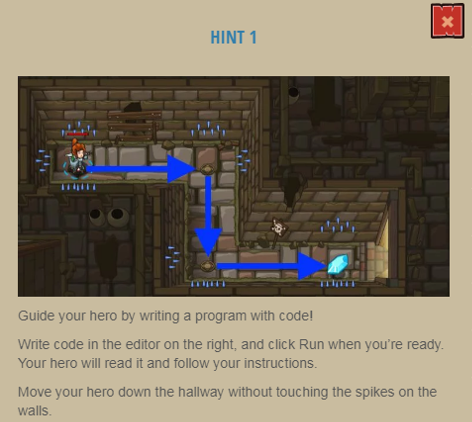 HINT 1
Guide your hero by writing a program with code!
Write code in the editor on the right, and click Run when you're ready.
Your hero will read it and follow your instructions.
Move your hero down the hallway without touching the spikes on the
walls.